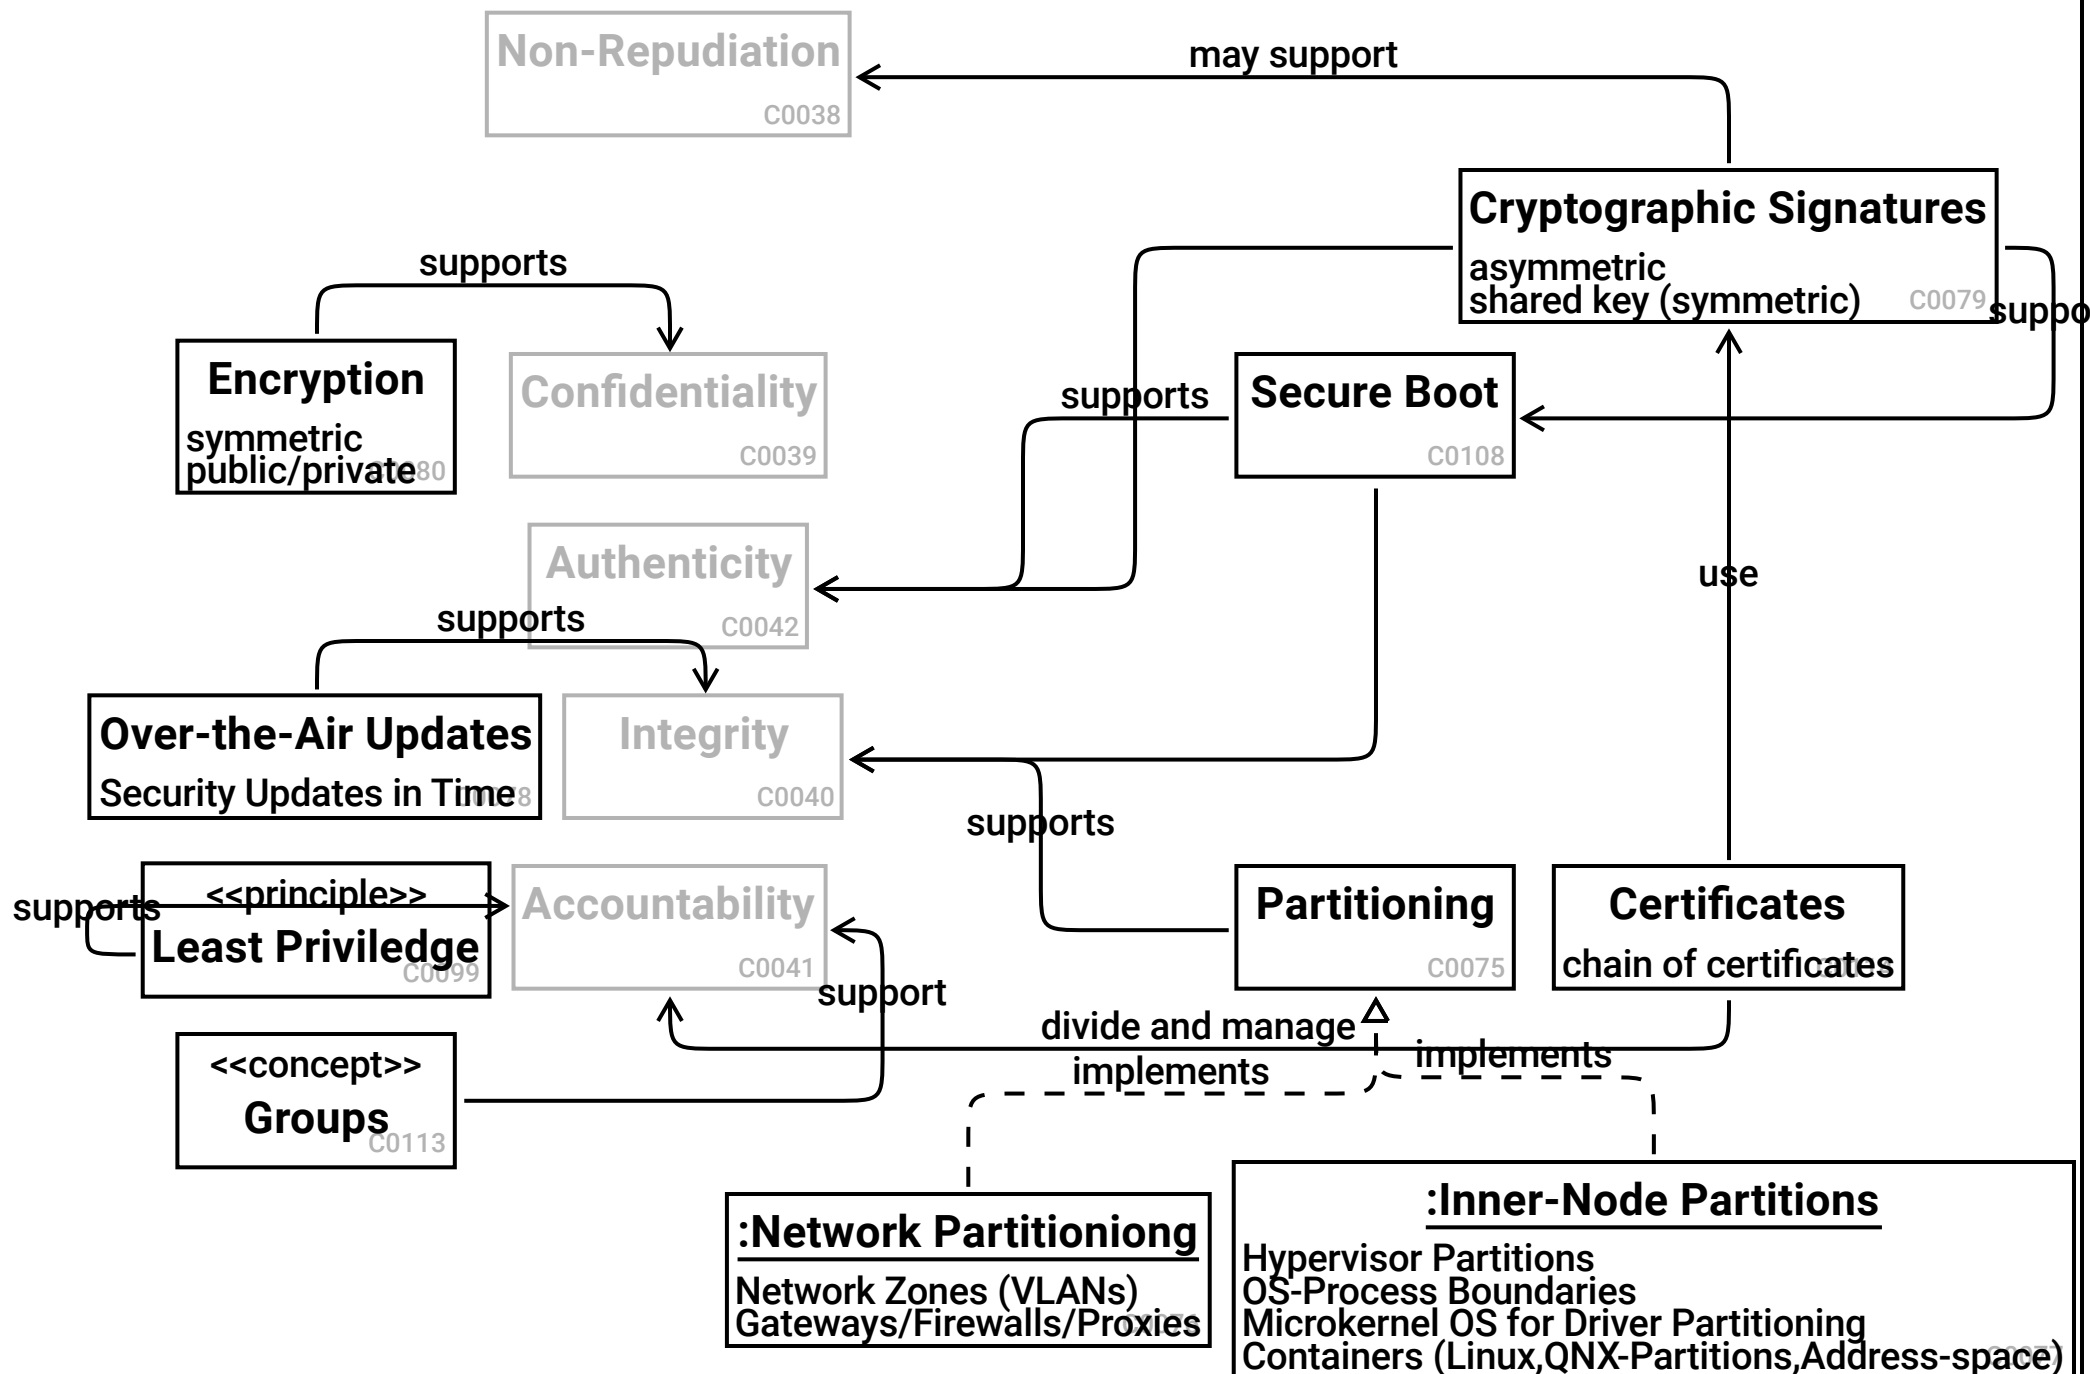 Non-Repudiation
C0038
may support
Cryptographic Signatures
asymmetric
shared key (symmetric)
C0079
suppo
supports
Encryption
symmetric
public/private
Confidentiality
C0039
supports
Secure Boot
C0108
Authenticity
C0042
use
supports
Over-the-Air Updates
Security Updates in Time
Integrity
C0040
supports
supports
<<principle>>
Least Priviledge
C0099
Accountability
C0041
support
Partitioning
C0075
Certificates
chain of certificates
divide and manage
implements
implements
<<concept>>
Groups
C0113
:Network Partitioniong
Network Zones (VLANs)
Gateways/Firewalls/Proxies
:Inner-Node Partitions
Hypervisor Partitions
OS-Process Boundaries
Microkernel OS for Driver Partitioning
Containers (Linux,QNX-Partitions,Address-space)